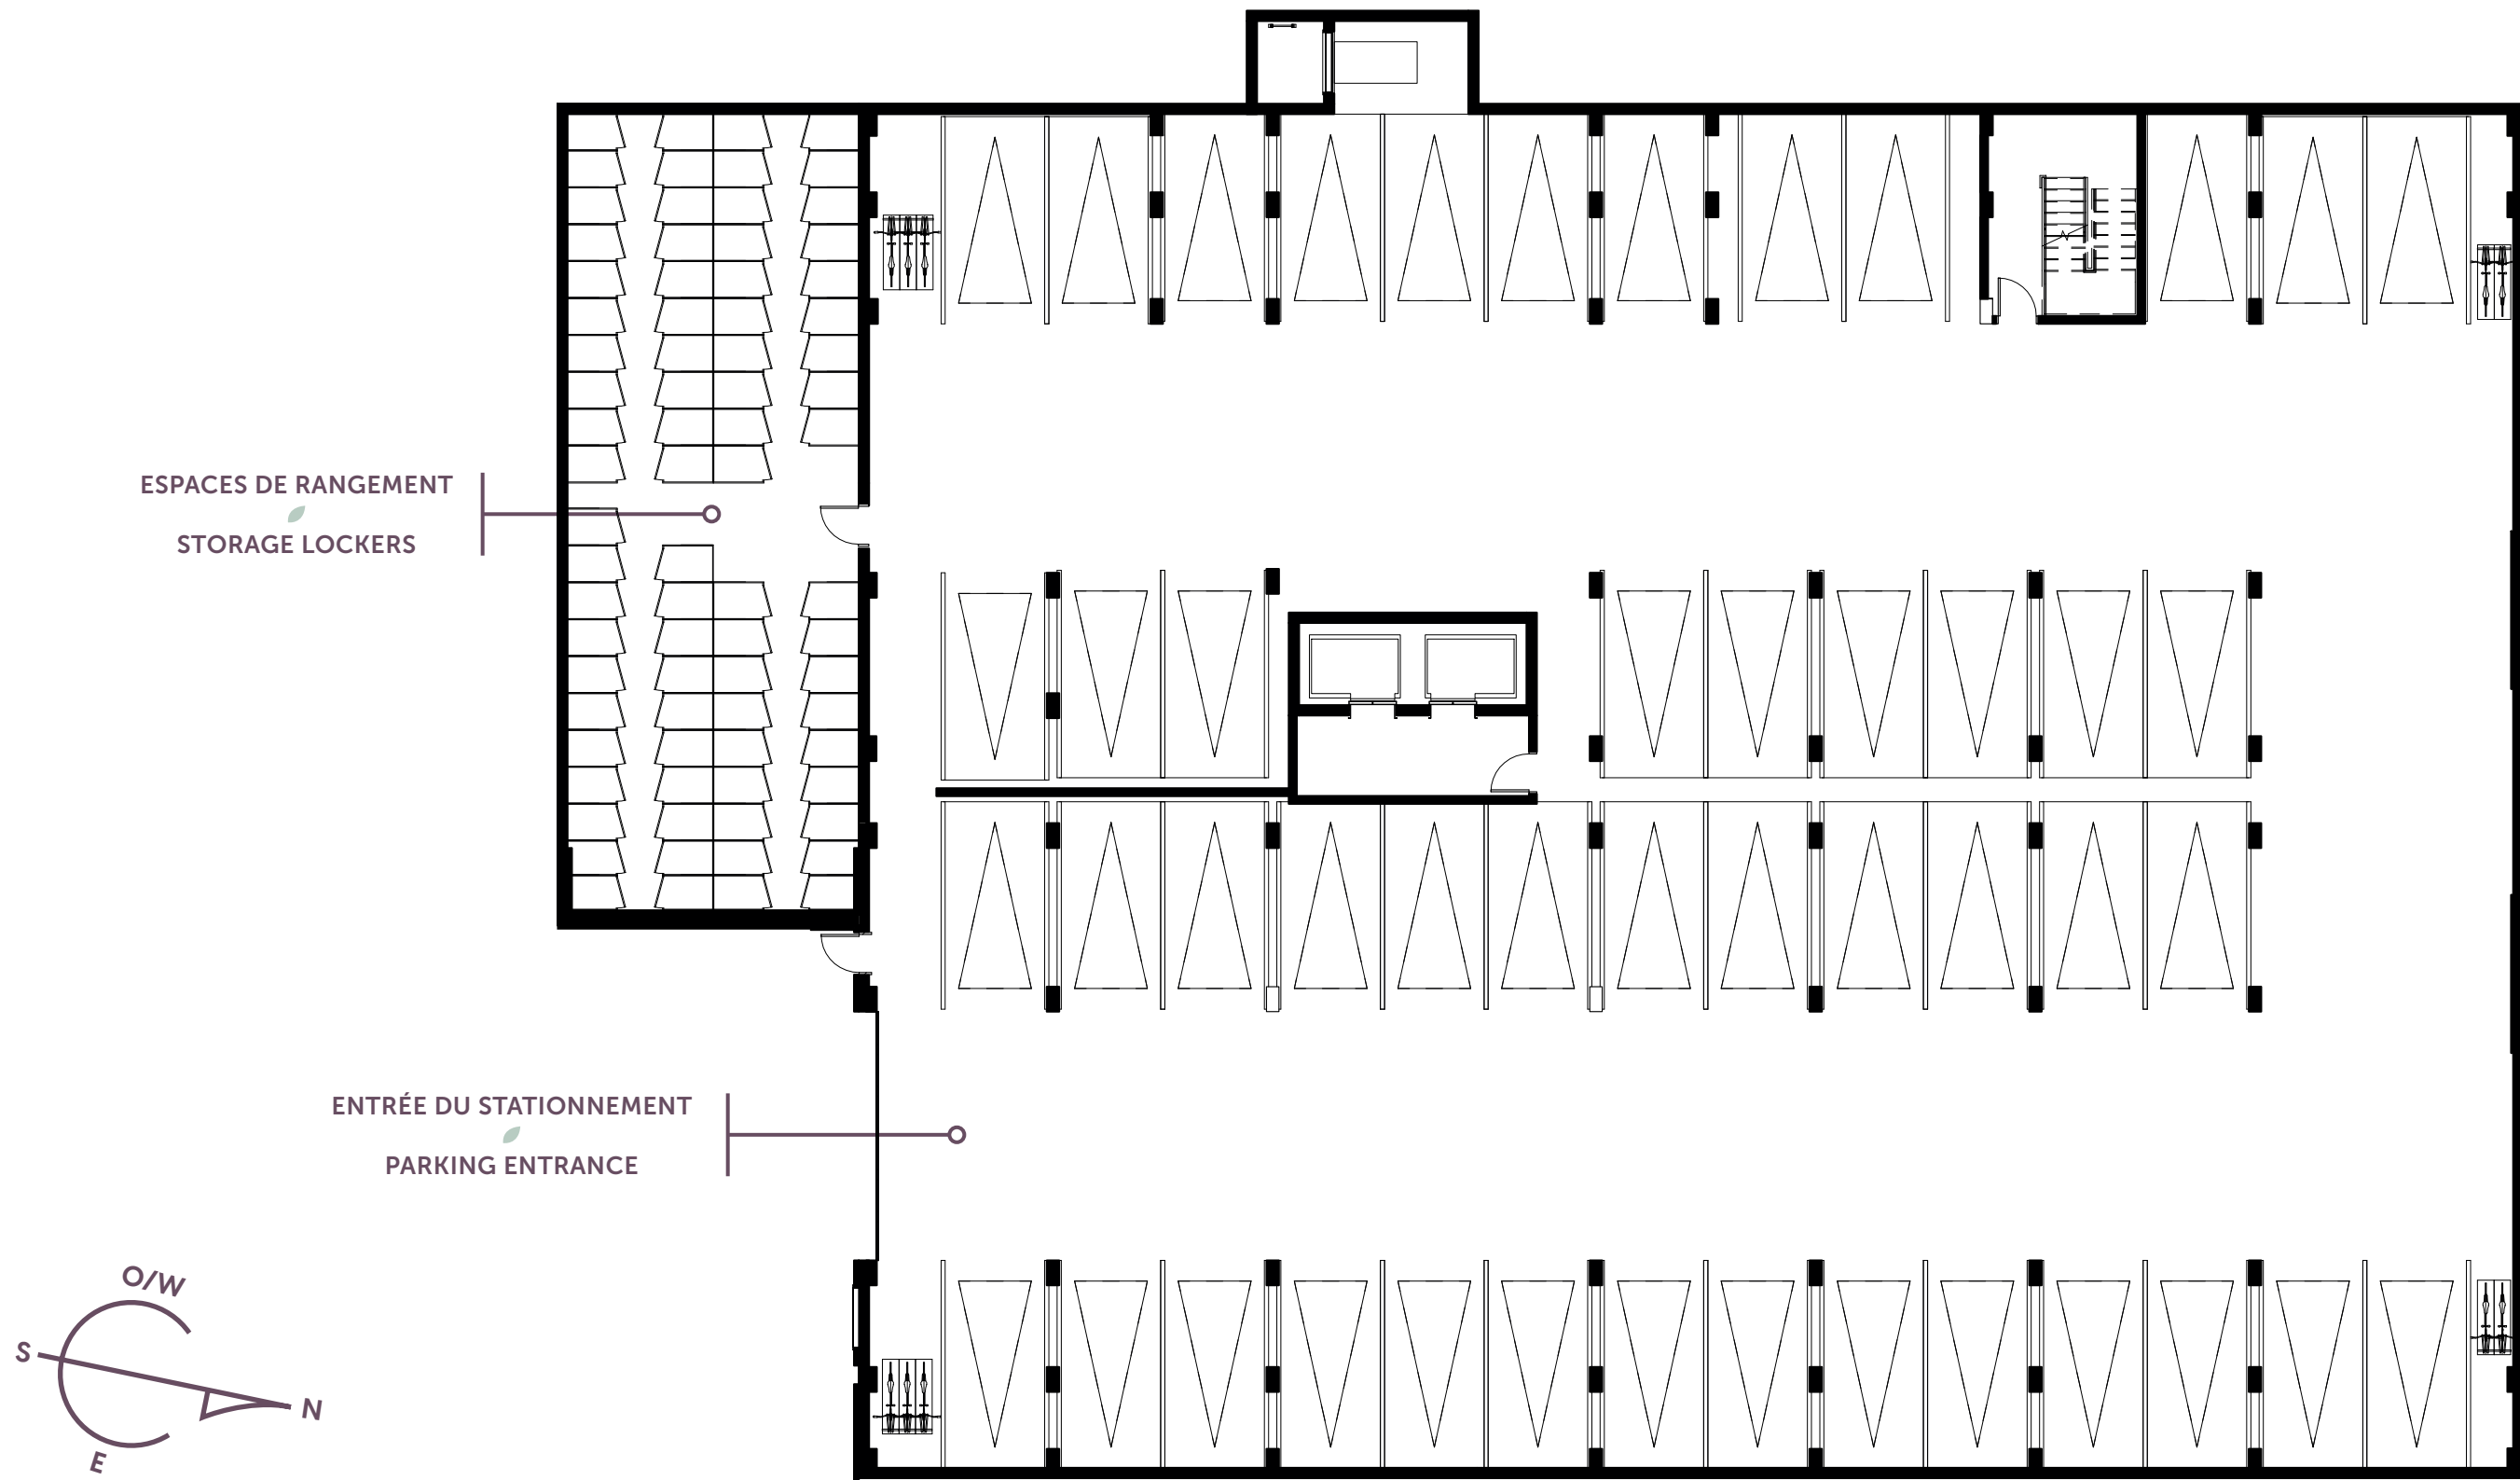 ESPACES DE RANGEMENT
STORAGE LOCKERS
ENTRÉE DU STATIONNEMENT
PARKING ENTRANCE
O/W
S
N
E